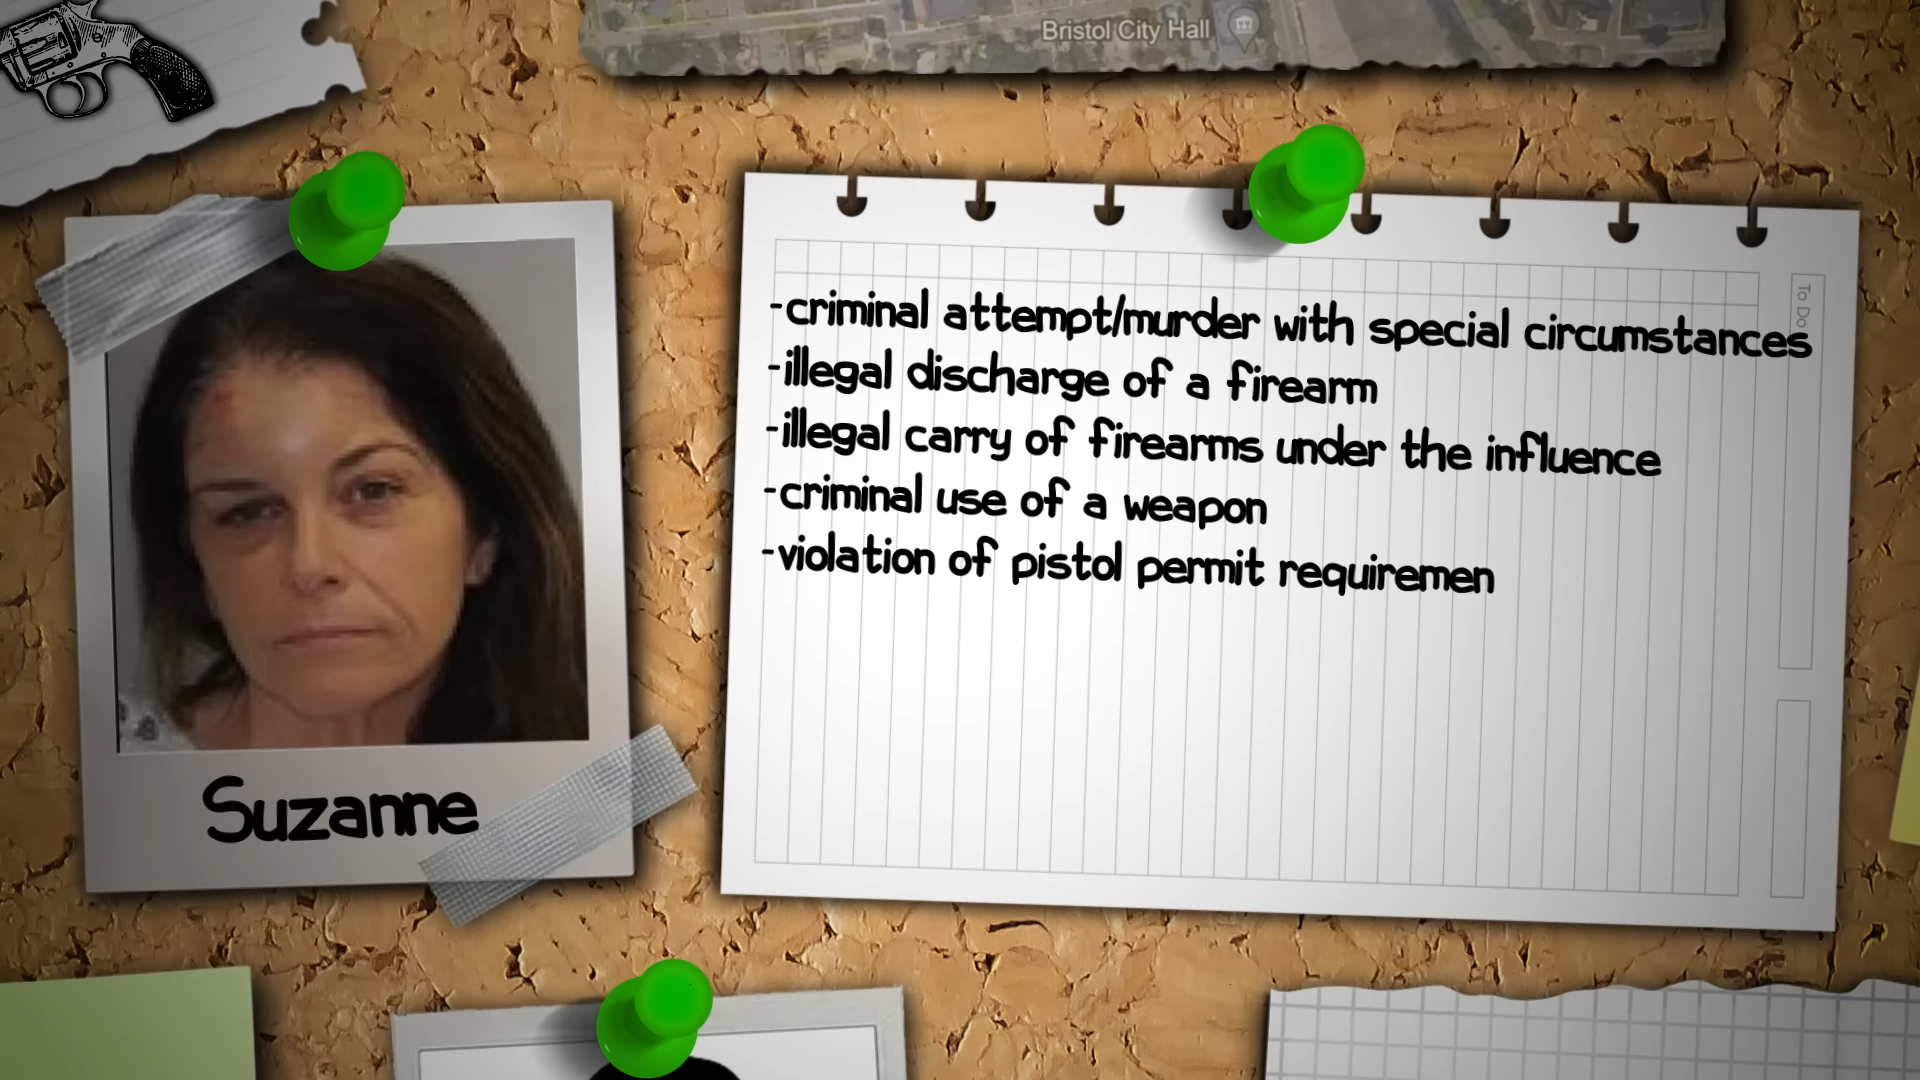 Bristol City Hall
To Do
-criminal attempt/murder with special circumstances
-illegal discharge of a firearm
-illegal carry of firearms under the influence
-criminal use of a weapon
-violation of pistol permit requiremen
Suzanne